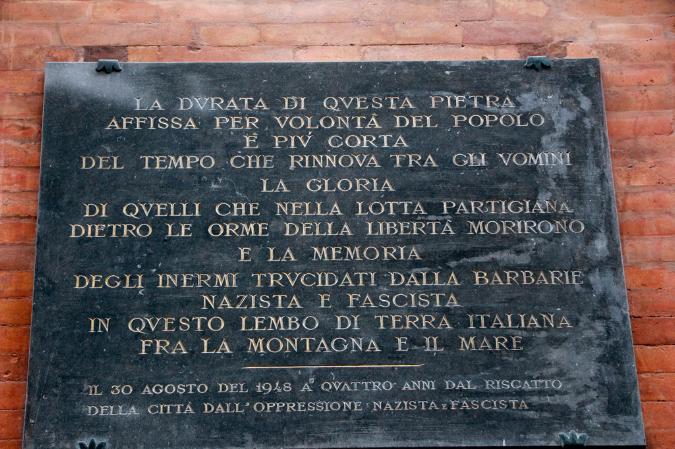 LA DVRATA DI QVESTA PIETRA
AFFISSA PER VOLONTÀ DEL POPOLO
È PIV́ CORTA
DEL TEMPO CHE RINNOVA FRA GLI VOMINI
LA GLORIA
DI QVELLI CHE NELLA LOTTA PARTIGIANA
DIETRO LE ORME DELLA LIBERTÀ MORIRONO
E LA MEMORIA
DEGLI INERMI TRVCIDATI DALLA BARBARIE
NAZISTA E FASCISTA
IN QVESTO LEMBO DI TERRA ITALIANA
FRA LA MONTAGNA E IL MARE
IL 30 AGOSTO DEL 1948 A QVATTRO ANNI DAL RISCATTO
DELLA CITTÀ DALL'OPPRESSIONE NAZISTA E FASCISTA